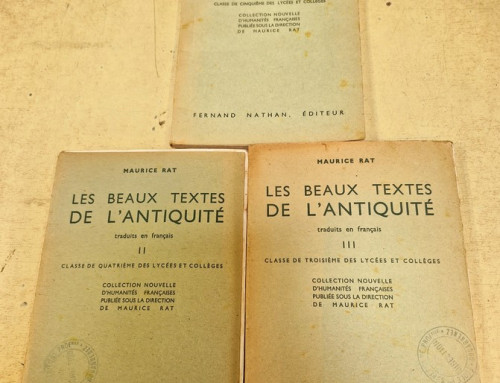 CLASSE DE CINQUIÈME DES LYCÉES ET COLLÈGES
COLLECTION NOUVELLE
D'HUMANITÉS FRANÇAISES
PUBLIÉE SOUS LA DIRECTION
DE MAURICE RAT
FERNAND NATHAN, ÉDITEUR
MAURICE RAT
LES BEAUX TEXTES
DE L'ANTIQUITÉ
traduits en français
II
CLASSE DE QUATRIÈME DES LYCÉES ET COLLÈGES
COLLECTION NOUVELLE
D'HUMANITÉS FRANÇAISES
PUBLIÉE SOUS LA DIRECTION
DE MAURICE RAT
MAURICE RAT
LES BEAUX TEXTES
DE L'ANTIQUITÉ
traduits en français
III
CLASSE DE TROISIÈME DES LYCÉES ET COLLÈGES
COLLECTION NOUVELLE
D'HUMANITÉS FRANÇAISES
PUBLIÉE SOUS LA DIRECTION
DE MAURICE RAT